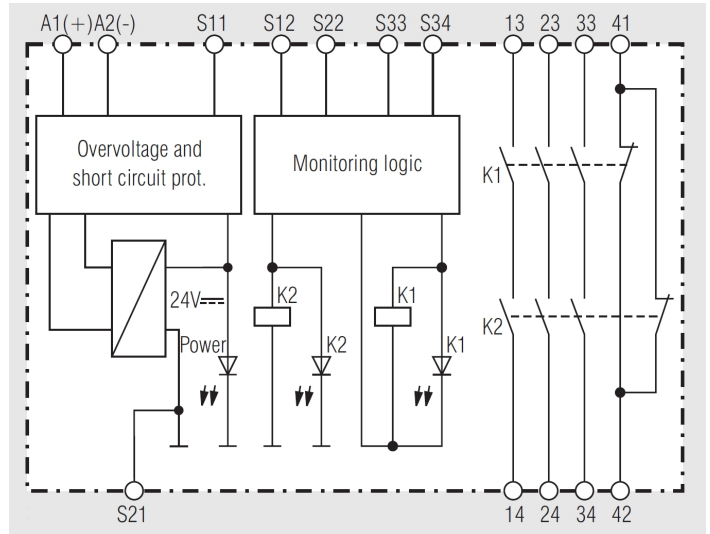 A1(+) A2(-) S11 S12 S22 S33 S34 13 23 33 41
Overvoltage and
short circuit prot.
Monitoring logic
K1
24V
K2 K1
K2
Power K2 K1
S21 14 24 34 42